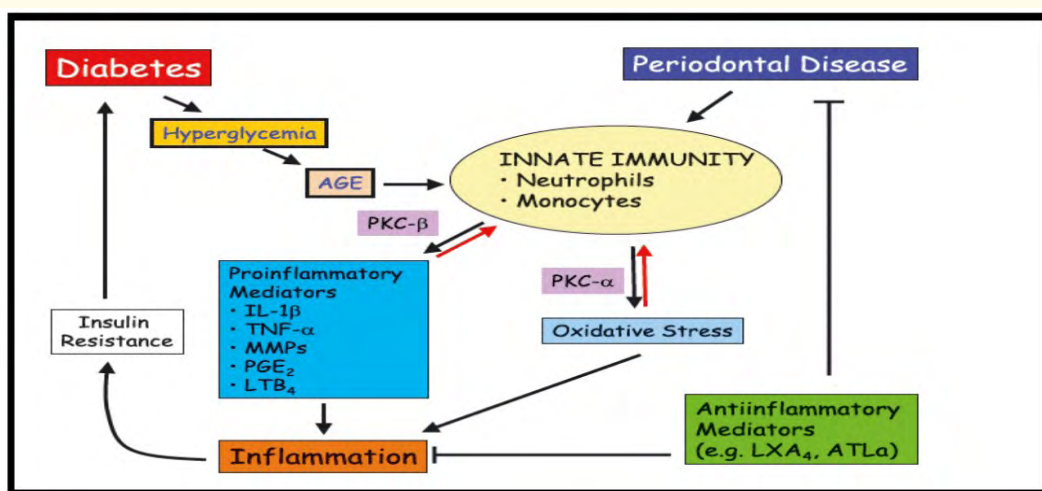 Diabetes
Periodontal Disease
Hyperglycemia
AGE
INNATE IMMUNITY
· Neutrophils
· Monocytes
PKC-β
PKC-α
Proinflammatory
Mediators
· IL-1β
· TNF-α
· MMPs
· PGE₂
· LTB₄
Insulin
Resistance
Oxidative Stress
Antiinflammatory
Mediators
(e.g. LXA₄, ATLa)
Inflammation